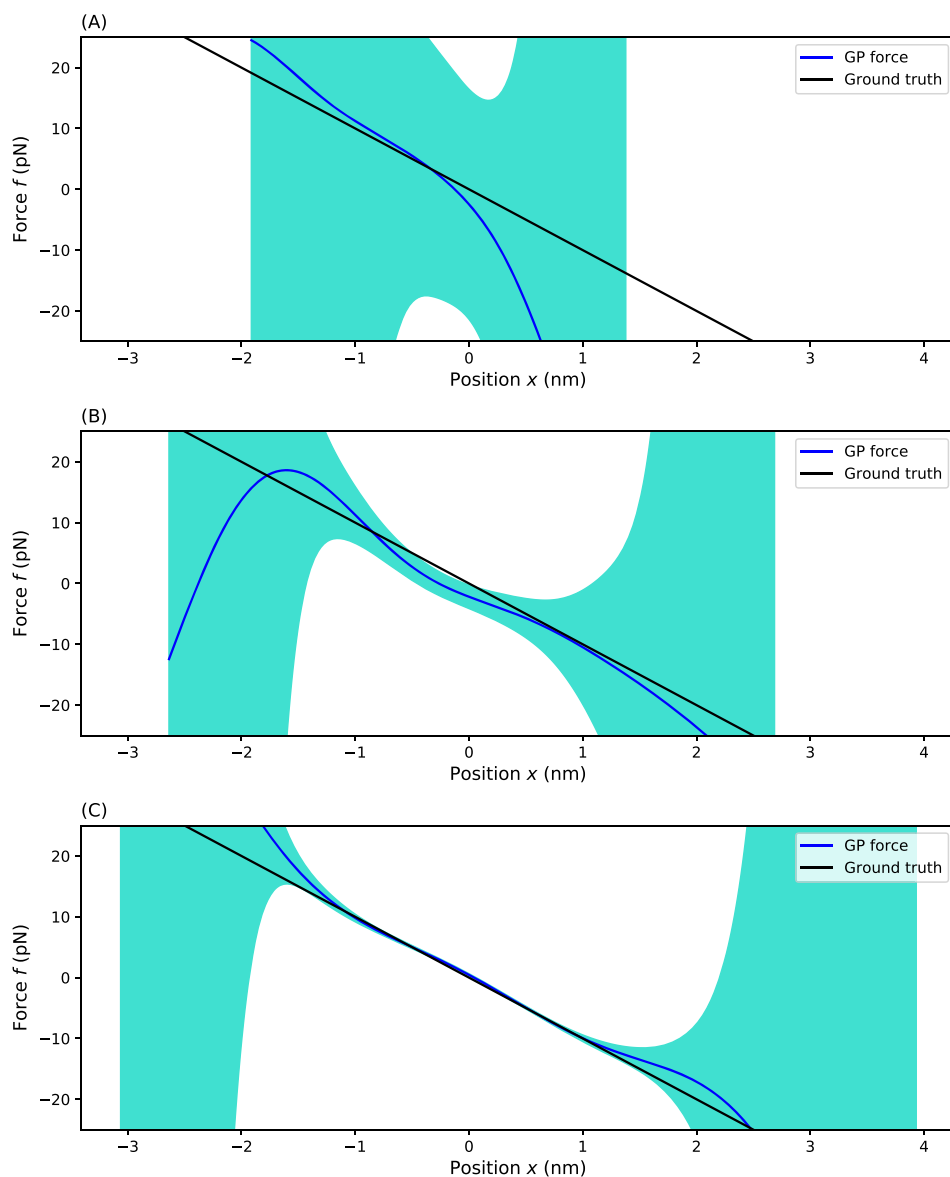 (A)
20
10
0
−10
−20
Force f (pN)
−3 −2 −1 0 1 2 3 4
Position x (nm)
GP force
Ground truth
(B)
20
10
0
−10
−20
Force f (pN)
−3 −2 −1 0 1 2 3 4
Position x (nm)
GP force
Ground truth
(C)
20
10
0
−10
−20
Force f (pN)
−3 −2 −1 0 1 2 3 4
Position x (nm)
GP force
Ground truth